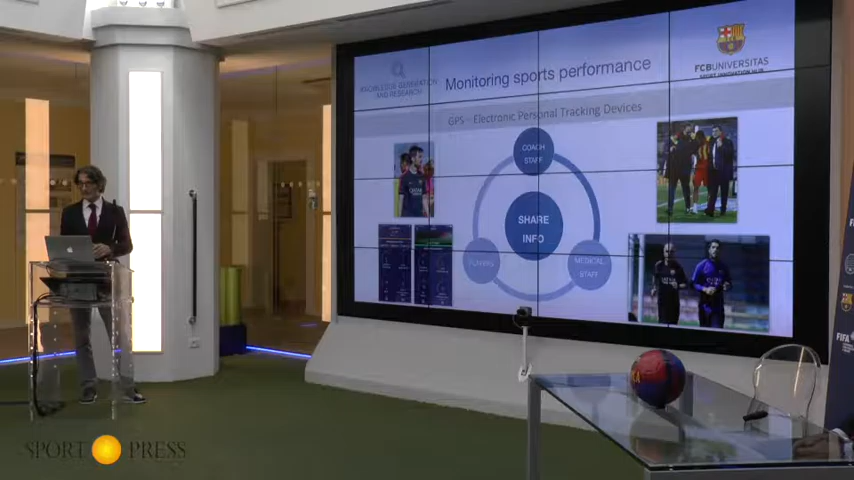 KNOWLEDGE GENERATION
AND RESEARCH
Monitoring sports performance
FCBUNIVERSITAS
SPORT INNOVATION HUB
GPS - Electronic Personal Tracking Devices
COACH
STAFF
SHARE
INFO
PLAYERS
MEDICAL
STAFF
FIFA
SPORT PRESS